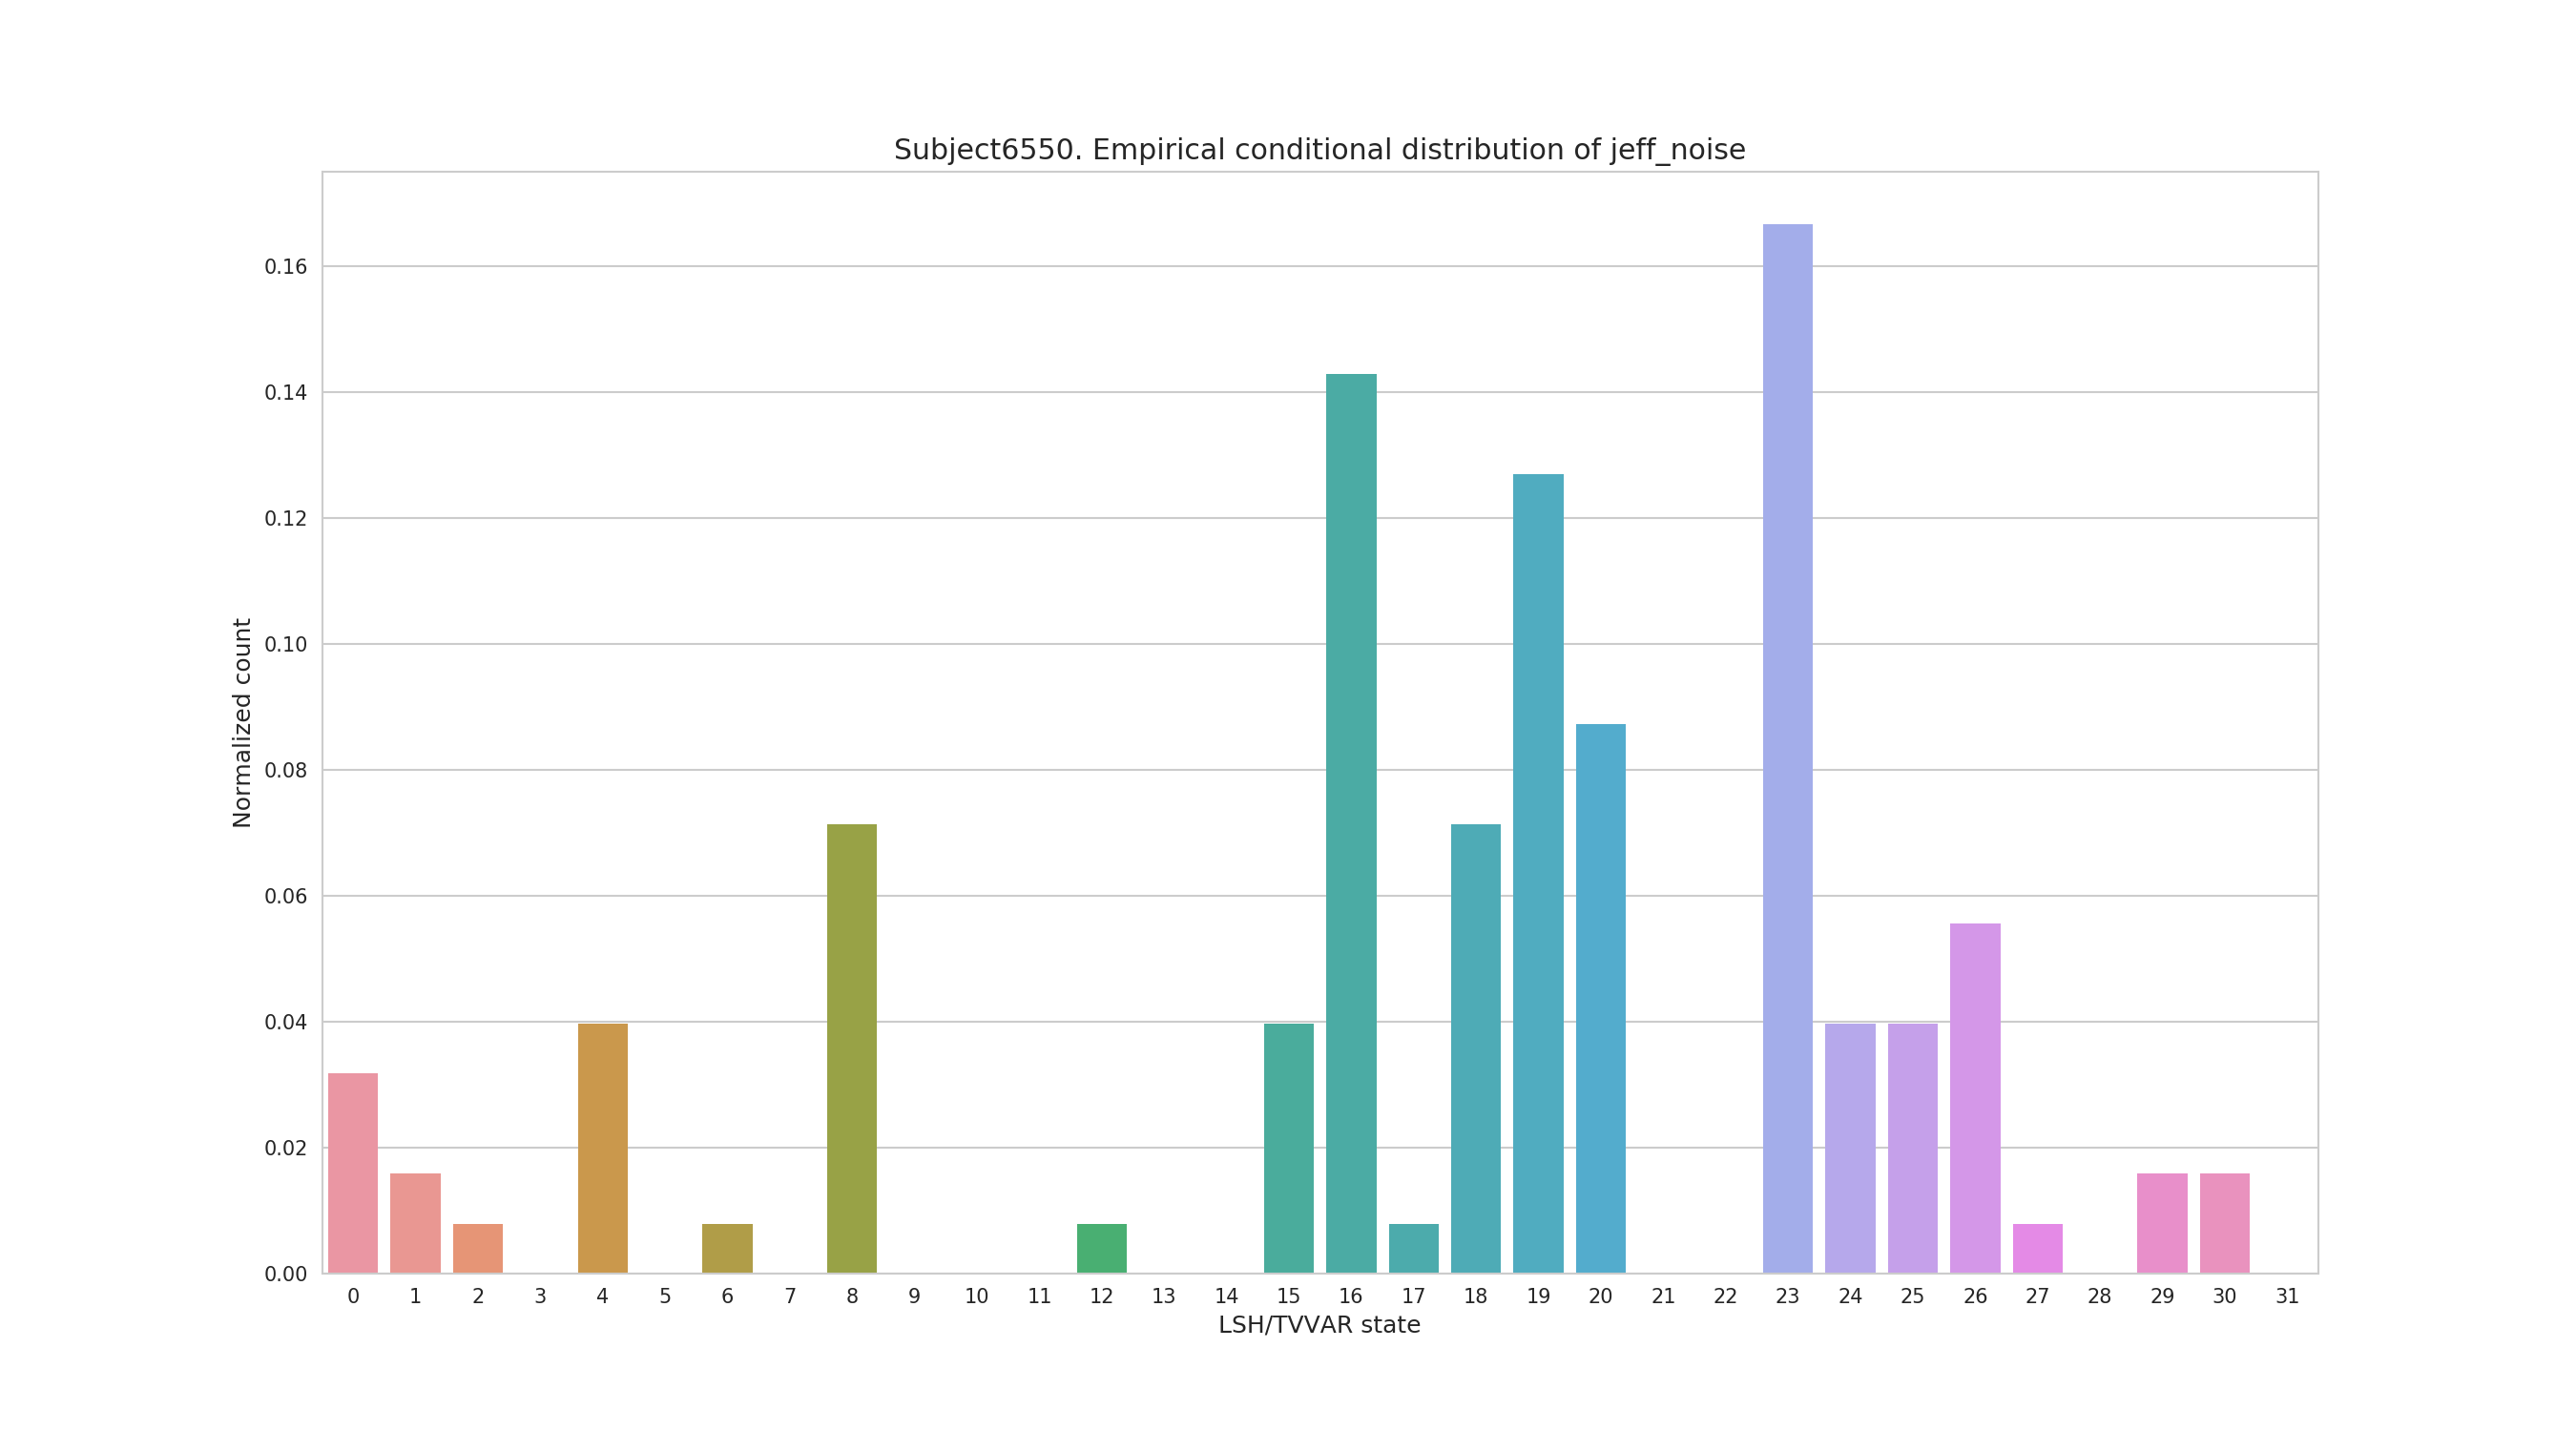 Subject6550. Empirical conditional distribution of jeff_noise
Normalized count
0.16
0.14
0.12
0.10
0.08
0.06
0.04
0.02
0.00
0 1 2 3 4 5 6 7 8 9 10 11 12 13 14 15 16 17 18 19 20 21 22 23 24 25 26 27 28 29 30 31
LSH/TVVAR state